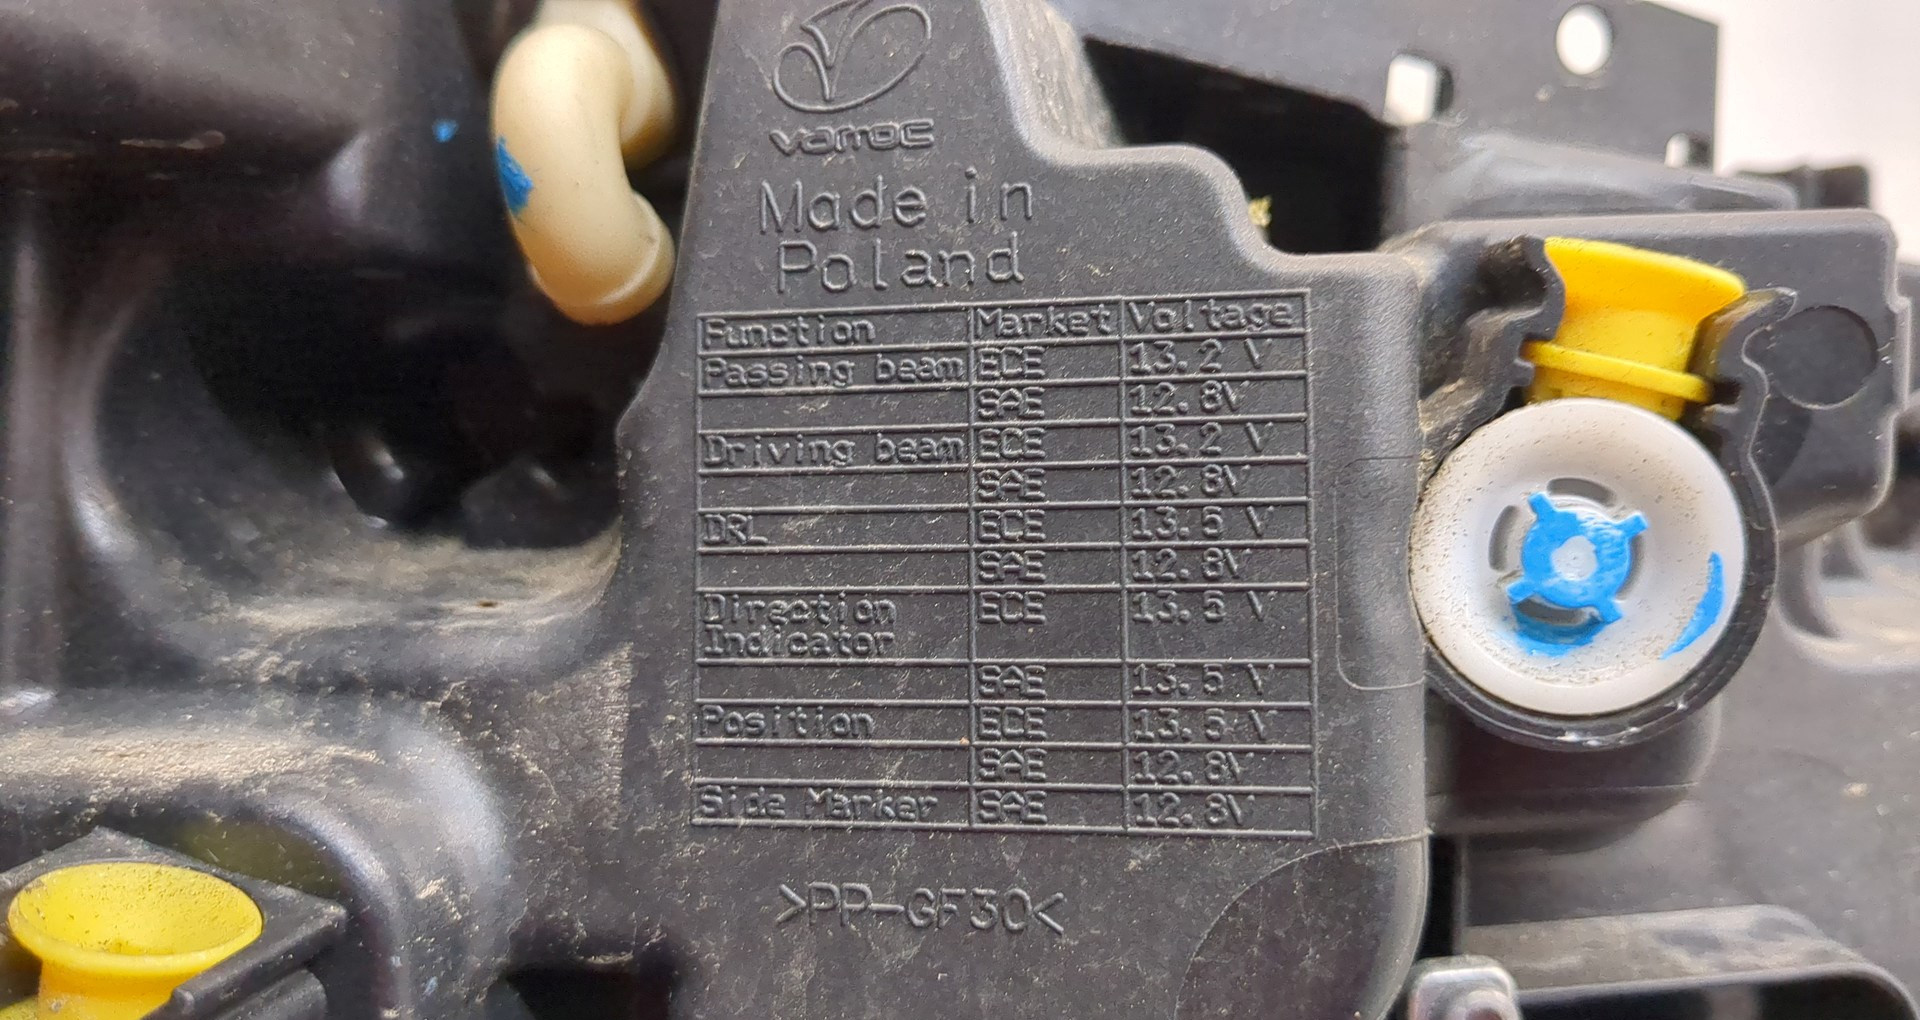 varroc
Made in
Poland
Function Market Voltage
Passing beam ECE 13.2 V
SAE 12.8V
Driving beam ECE 13.2 V
SAE 12.8V
DRL ECE 13.5 V
SAE 12.8V
Direction
Indicator ECE 13.5 V
SAE 13.5 V
Position ECE 13.5 V
SAE 12.8V
Side Marker SAE 12.8V
>PP-GF30<